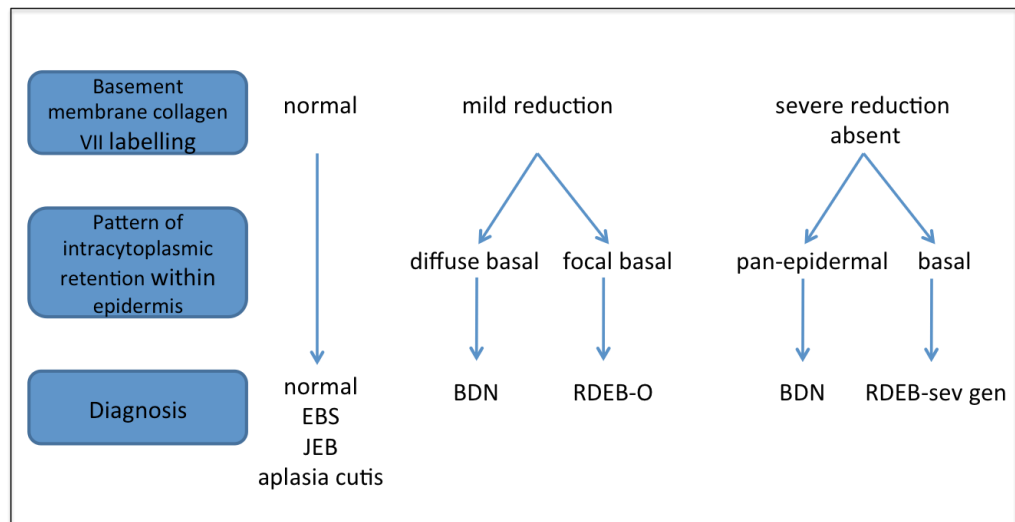 Basement
membrane collagen
VII labelling
normal
mild reduction
severe reduction
absent
Pattern of
intracytoplasmic
retention within
epidermis
diffuse basal
focal basal
pan-epidermal
basal
Diagnosis
normal
EBS
JEB
aplasia cutis
BDN
RDEB-O
BDN
RDEB-sev gen